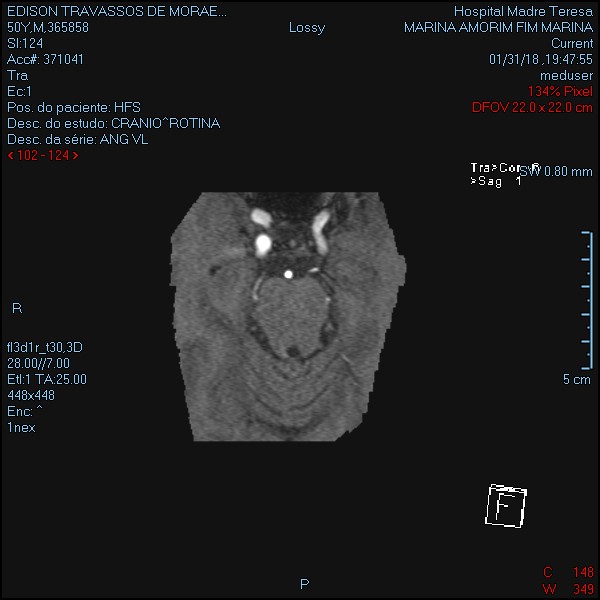 EDISON TRAVASSOS DE MORAE...
50Y,M,365858
Sl:124
Acc#: 371041
Tra
Ec:1
Pos. do paciente: HFS
Desc. do estudo: CRANIO^ROTINA
Desc. da série: ANG VL
< 102 - 124 >
Lossy
Hospital Madre Teresa
MARINA AMORIM FIM MARINA
Current
01/31/18 ,19:47:55
meduser
134% Pixel
DFOV 22.0 x 22.0 cm
Tra>Cor
>Sag 1
SW 0.80 mm
R
fl3d1r_t30,3D
28.00//7.00
Etl:1 TA:25.00
448x448
Enc: ^
1nex
5 cm
F
P
C 148
W 349